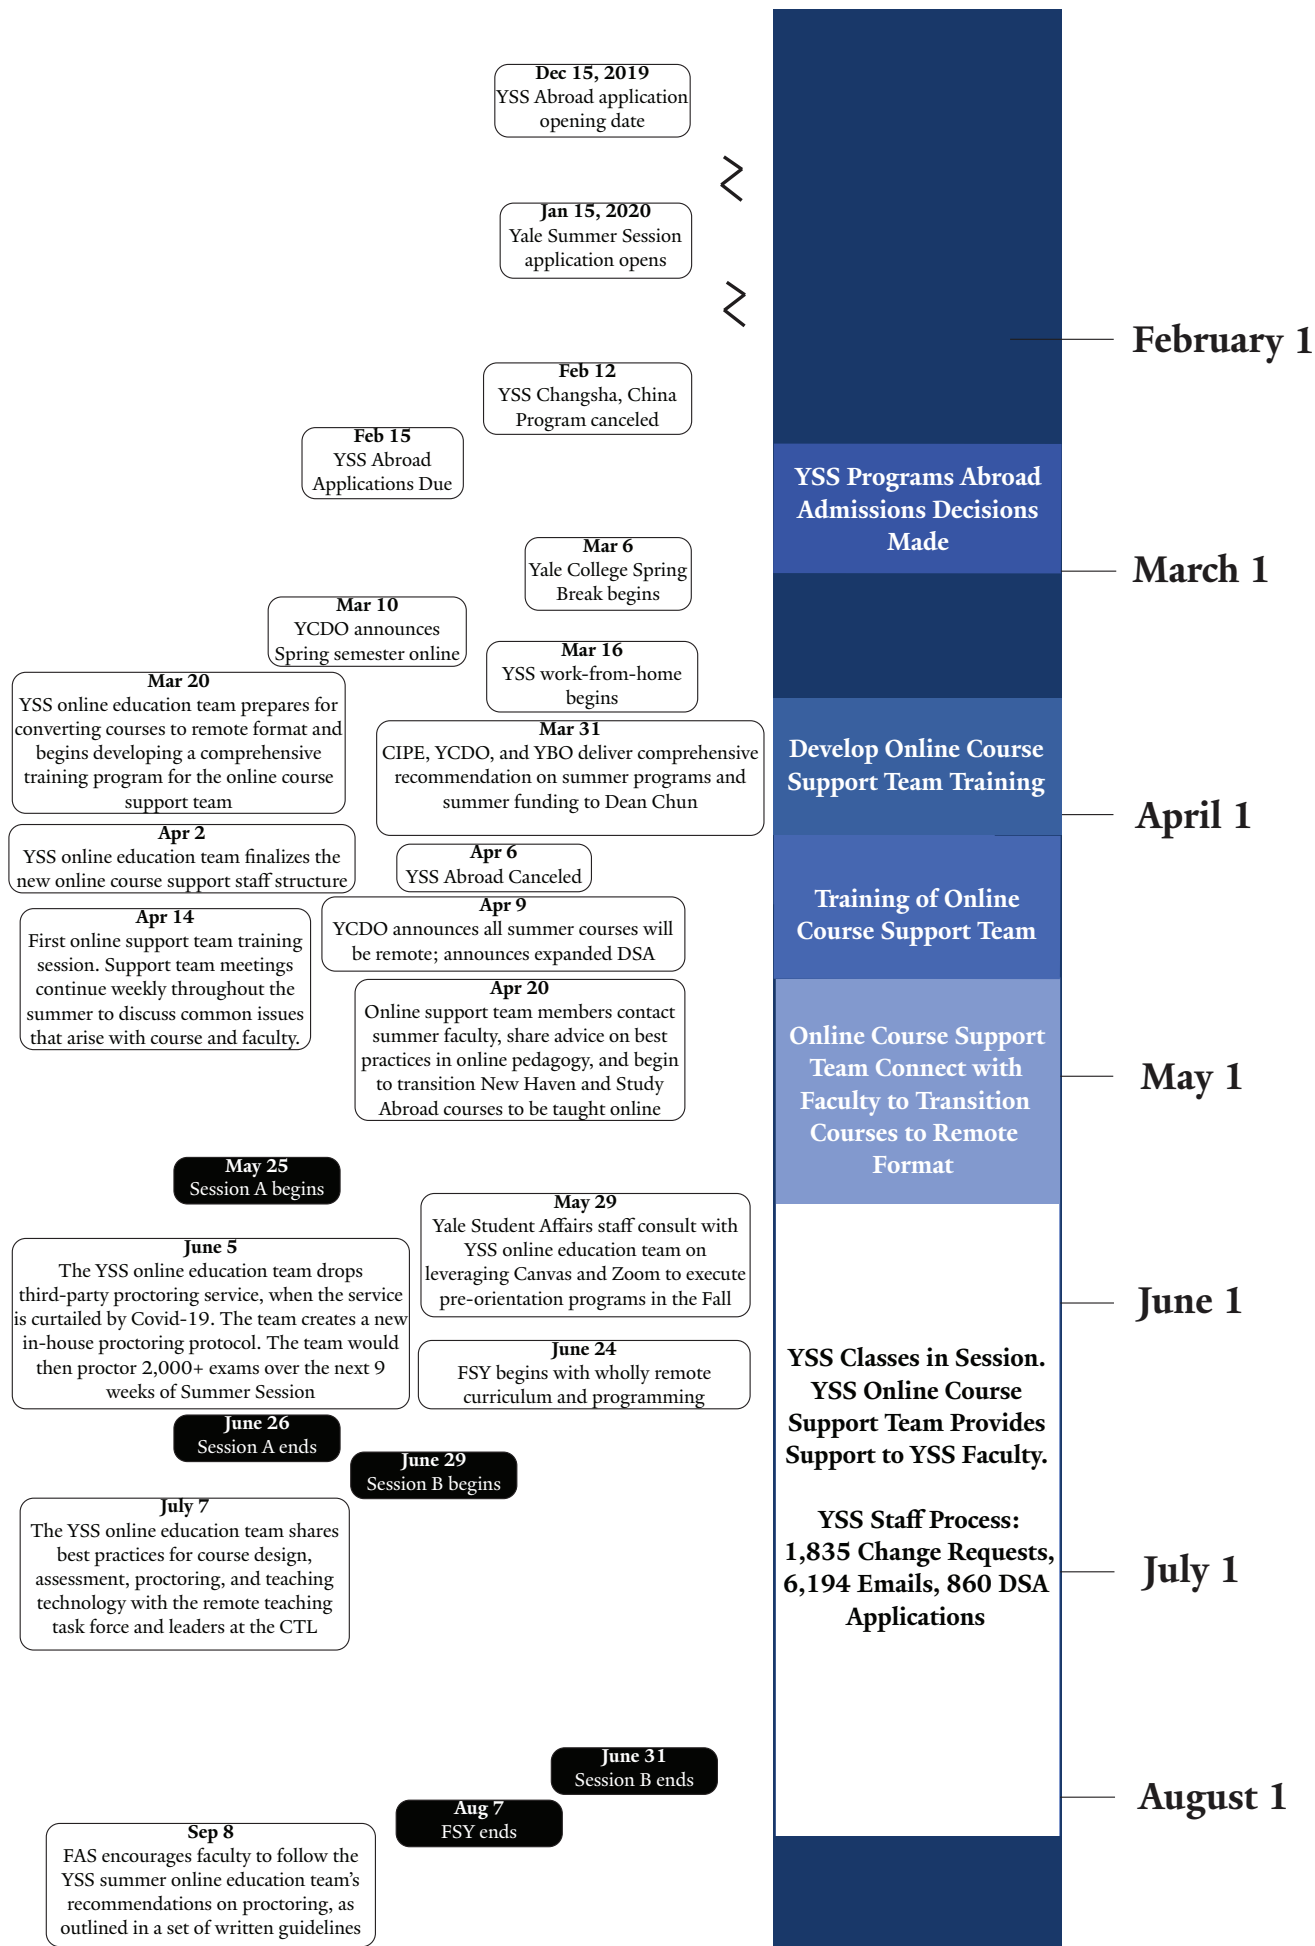 Dec 15, 2019
YSS Abroad application
opening date
Jan 15, 2020
Yale Summer Session
application opens
February 1
Feb 12
YSS Changsha, China
Program canceled
Feb 15
YSS Abroad
Applications Due
YSS Programs Abroad
Admissions Decisions
Made
March 1
Mar 6
Yale College Spring
Break begins
Mar 10
YCDO announces
Spring semester online
Mar 16
YSS work-from-home
begins
Mar 20
YSS online education team prepares for
converting courses to remote format and
begins developing a comprehensive
training program for the online course
support team
Mar 31
CIPE, YCDO, and YBO deliver comprehensive
recommendation on summer programs and
summer funding to Dean Chun
Develop Online Course
Support Team Training
April 1
Apr 2
YSS online education team finalizes the
new online course support staff structure
Apr 6
YSS Abroad Canceled
Apr 9
YCDO announces all summer courses will
be remote; announces expanded DSA
Training of Online
Course Support Team
Apr 14
First online support team training
session. Support team meetings
continue weekly throughout the
summer to discuss common issues
that arise with course and faculty.
Apr 20
Online support team members contact
summer faculty, share advice on best
practices in online pedagogy, and begin
to transition New Haven and Study
Abroad courses to be taught online
Online Course Support
Team Connect with
Faculty to Transition
Courses to Remote
Format
May 1
May 25
Session A begins
May 29
Yale Student Affairs staff consult with
YSS online education team on
leveraging Canvas and Zoom to execute
pre-orientation programs in the Fall
June 1
June 5
The YSS online education team drops
third-party proctoring service, when the service
is curtailed by Covid-19. The team creates a new
in-house proctoring protocol. The team would
then proctor 2,000+ exams over the next 9
weeks of Summer Session
June 24
FSY begins with wholly remote
curriculum and programming
YSS Classes in Session.
YSS Online Course
Support Team Provides
Support to YSS Faculty.
YSS Staff Process:
1,835 Change Requests,
6,194 Emails, 860 DSA
Applications
June 26
Session A ends
June 29
Session B begins
July 1
July 7
The YSS online education team shares
best practices for course design,
assessment, proctoring, and teaching
technology with the remote teaching
task force and leaders at the CTL
June 31
Session B ends
August 1
Aug 7
FSY ends
Sep 8
FAS encourages faculty to follow the
YSS summer online education team’s
recommendations on proctoring, as
outlined in a set of written guidelines